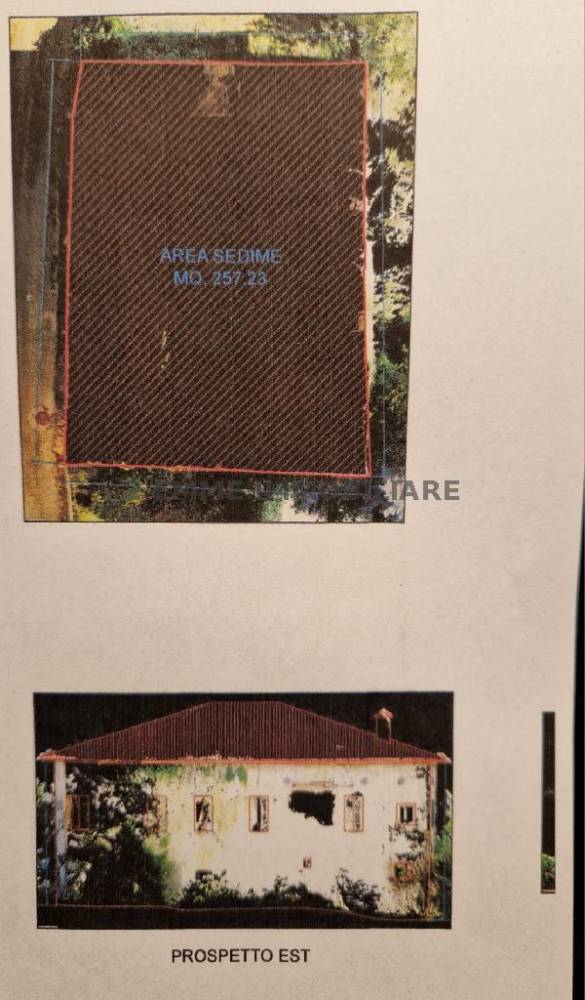 AREA SEDIME
MQ. 257.23
PROSPETTO EST